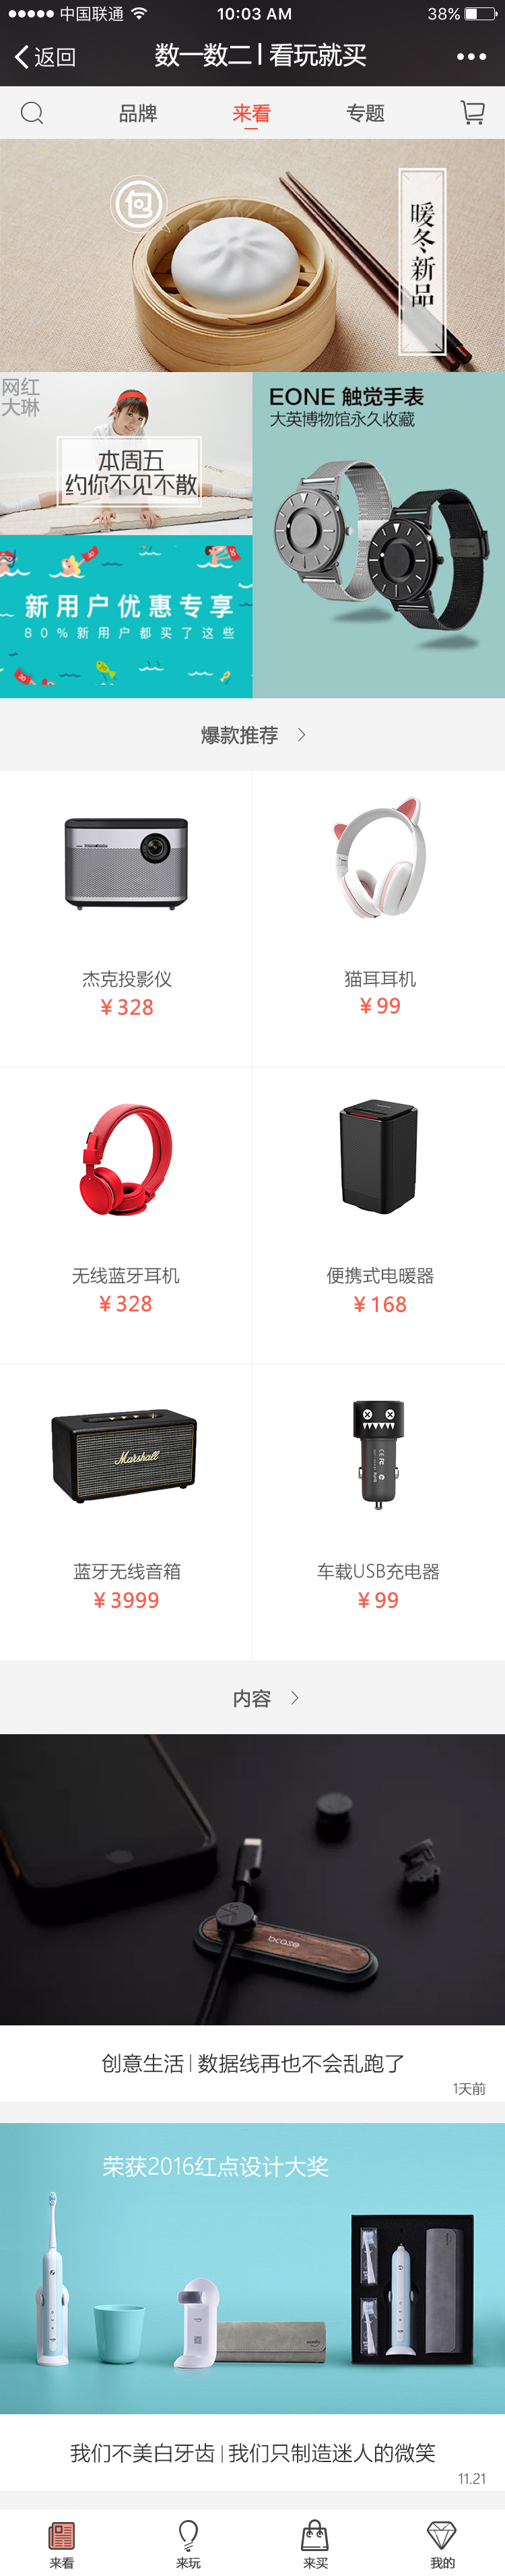 中国联通 10:03 AM 38%
返回 数一数二 | 看玩就买
品牌 来看 专题
包
暖冬新品
网红
大琳
本周五
约你不见不散
EONE 触觉手表
大英博物馆永久收藏
新用户优惠专享
80%新用户都买了这些
爆款推荐
杰克投影仪 猫耳耳机
¥328 ¥99
无线蓝牙耳机 便携式电暖器
¥328 ¥168
Marshall
蓝牙无线音箱 车载USB充电器
¥3999 ¥99
内容
bcase
创意生活 | 数据线再也不会乱跑了
1天前
荣获2016红点设计大奖
我们不美白牙齿 | 我们只制造迷人的微笑
11.21
来看 来玩 来买 我的